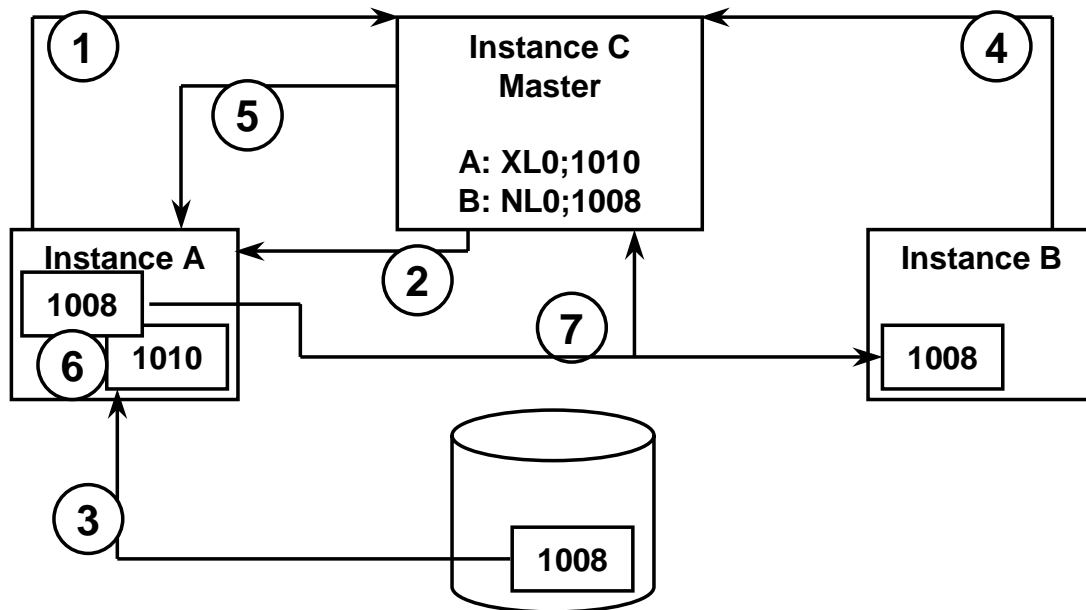 1
Instance C
Master
4
5
A: XL0;1010
B: NL0;1008
Instance A
2
Instance B
1008
7
6
1010
1008
3
1008